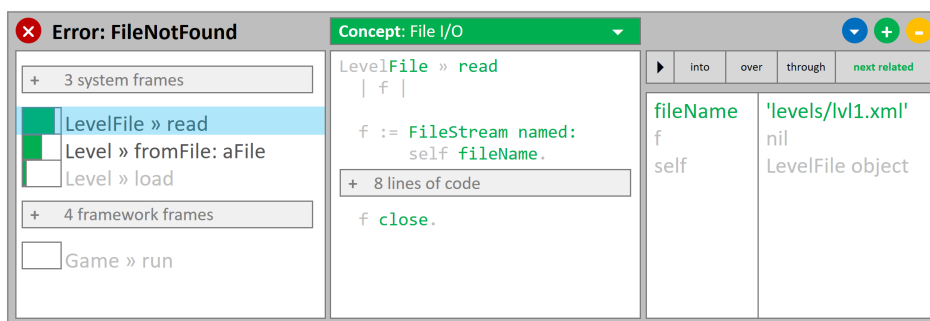 Error: FileNotFound
+ 3 system frames
LevelFile » read
Level » fromFile: aFile
Level » load
+ 4 framework frames
Game » run
Concept: File I/O
LevelFile » read
| f |
f := FileStream named:
self fileName.
+ 8 lines of code
f close.
into over through next related
fileName 'levels/lvl1.xml'
f nil
self LevelFile object